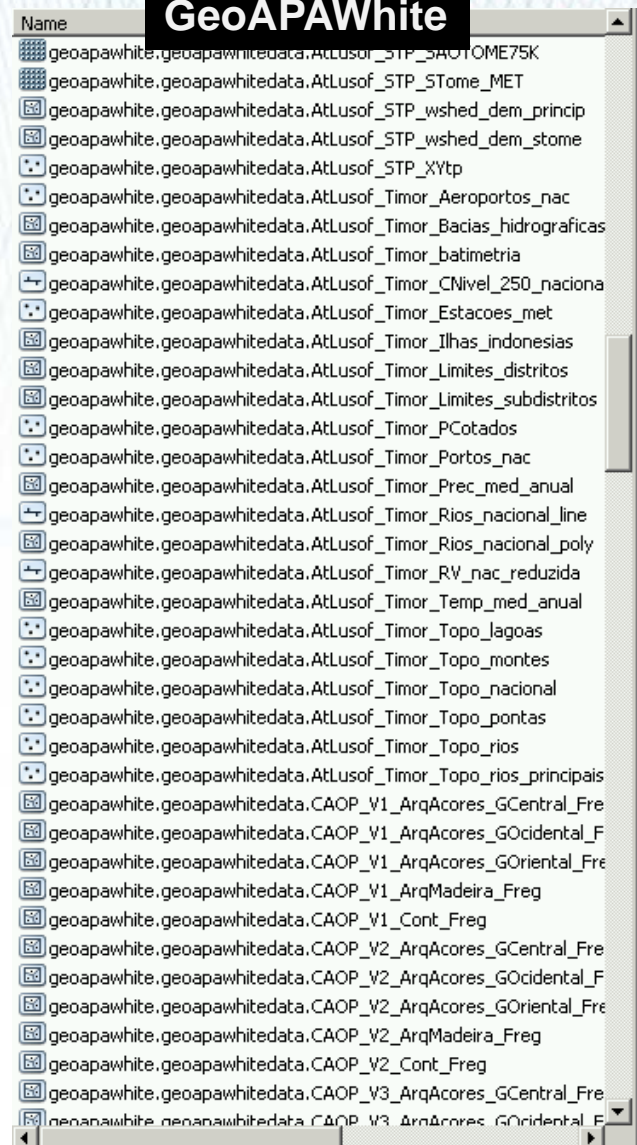 GeoAPAWhite
Name
geoapawhite.geoapawhitedata.AtLusof_STP_SAOTOME75K
geoapawhite.geoapawhitedata.AtLusof_STP_STome_MET
geoapawhite.geoapawhitedata.AtLusof_STP_wshed_dem_princip
geoapawhite.geoapawhitedata.AtLusof_STP_wshed_dem_stome
geoapawhite.geoapawhitedata.AtLusof_STP_XYtp
geoapawhite.geoapawhitedata.AtLusof_Timor_Aeroportos_nac
geoapawhite.geoapawhitedata.AtLusof_Timor_Bacias_hidrograficas
geoapawhite.geoapawhitedata.AtLusof_Timor_batimetria
geoapawhite.geoapawhitedata.AtLusof_Timor_CNivel_250_naciona
geoapawhite.geoapawhitedata.AtLusof_Timor_Estacoes_met
geoapawhite.geoapawhitedata.AtLusof_Timor_Ilhas_indonesias
geoapawhite.geoapawhitedata.AtLusof_Timor_Limites_distritos
geoapawhite.geoapawhitedata.AtLusof_Timor_Limites_subdistritos
geoapawhite.geoapawhitedata.AtLusof_Timor_PCotados
geoapawhite.geoapawhitedata.AtLusof_Timor_Portos_nac
geoapawhite.geoapawhitedata.AtLusof_Timor_Prec_med_anual
geoapawhite.geoapawhitedata.AtLusof_Timor_Rios_nacional_line
geoapawhite.geoapawhitedata.AtLusof_Timor_Rios_nacional_poly
geoapawhite.geoapawhitedata.AtLusof_Timor_RV_nac_reduzida
geoapawhite.geoapawhitedata.AtLusof_Timor_Temp_med_anual
geoapawhite.geoapawhitedata.AtLusof_Timor_Topo_lagoas
geoapawhite.geoapawhitedata.AtLusof_Timor_Topo_montes
geoapawhite.geoapawhitedata.AtLusof_Timor_Topo_nacional
geoapawhite.geoapawhitedata.AtLusof_Timor_Topo_pontas
geoapawhite.geoapawhitedata.AtLusof_Timor_Topo_rios
geoapawhite.geoapawhitedata.AtLusof_Timor_Topo_rios_principais
geoapawhite.geoapawhitedata.CAOP_V1_ArqAcores_GCentral_Fre
geoapawhite.geoapawhitedata.CAOP_V1_ArqAcores_GOcidental_F
geoapawhite.geoapawhitedata.CAOP_V1_ArqAcores_GOriental_Fre
geoapawhite.geoapawhitedata.CAOP_V1_ArqMadeira_Freg
geoapawhite.geoapawhitedata.CAOP_V1_Cont_Freg
geoapawhite.geoapawhitedata.CAOP_V2_ArqAcores_GCentral_Fre
geoapawhite.geoapawhitedata.CAOP_V2_ArqAcores_GOcidental_F
geoapawhite.geoapawhitedata.CAOP_V2_ArqAcores_GOriental_Fre
geoapawhite.geoapawhitedata.CAOP_V2_ArqMadeira_Freg
geoapawhite.geoapawhitedata.CAOP_V2_Cont_Freg
geoapawhite.geoapawhitedata.CAOP_V3_ArqAcores_GCentral_Fre
geoapawhite.geoapawhitedata.CAOP_V3_ArqAcores_GOcidental_F